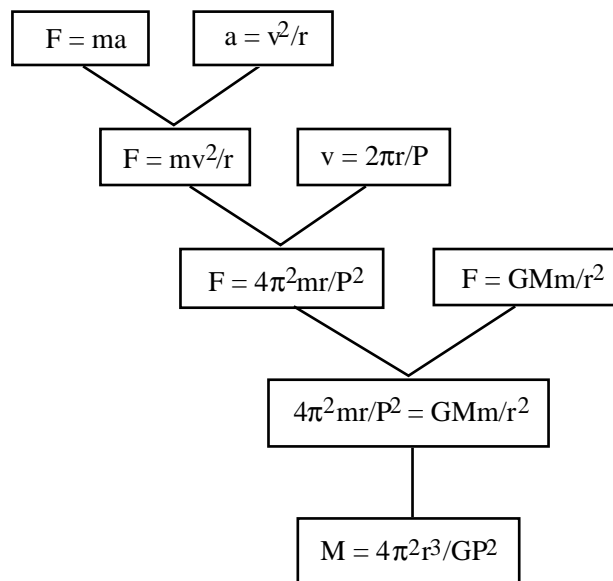 F = ma
a = v²/r
F = mv²/r
v = 2πr/P
F = 4π²mr/P²
F = GMm/r²
4π²mr/P² = GMm/r²
M = 4π²r³/GP²